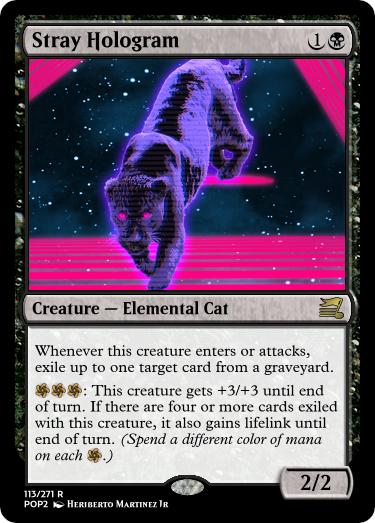 Stray Hologram 1
Creature — Elemental Cat
Whenever this creature enters or attacks,
exile up to one target card from a graveyard.
: This creature gets +3/+3 until end
of turn. If there are four or more cards exiled
with this creature, it also gains lifelink until
end of turn. (Spend a different color of mana
on each .)
2/2
113/271 R
POP2 Heriberto Martinez Jr